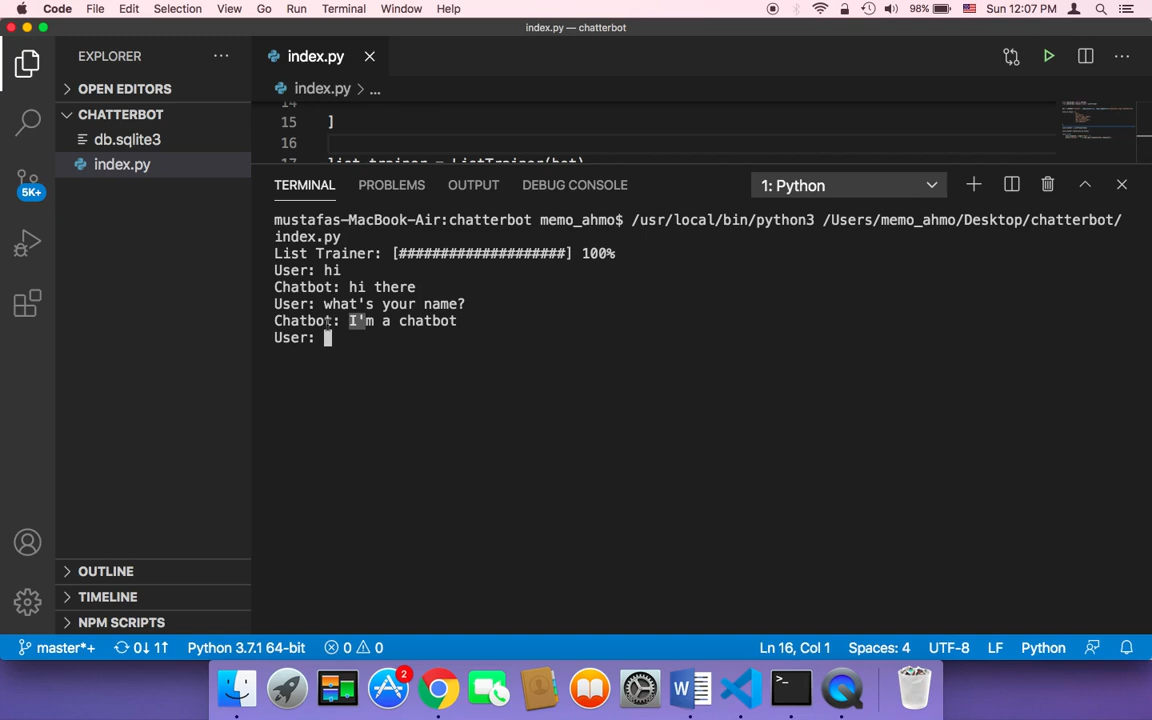 Code File Edit Selection View Go Run Terminal Window Help 98% Sun 12:07 PM
index.py — chatterbot
EXPLORER
index.py
OPEN EDITORS
index.py > ...
CHATTERBOT
db.sqlite3
index.py
14
15 ]
16
17 list_trainer = ListTrainer(bot)
5K+
TERMINAL PROBLEMS OUTPUT DEBUG CONSOLE 1: Python
mustafas-MacBook-Air:chatterbot memo_ahmo$ /usr/local/bin/python3 /Users/memo_ahmo/Desktop/chatterbot/
index.py
List Trainer: [####################] 100%
User: hi
Chatbot: hi there
User: what's your name?
Chatbot: I'm a chatbot
User:
OUTLINE
TIMELINE
NPM SCRIPTS
master*+ 0↓ 1↑ Python 3.7.1 64-bit 0 0 Ln 16, Col 1 Spaces: 4 UTF-8 LF Python
2